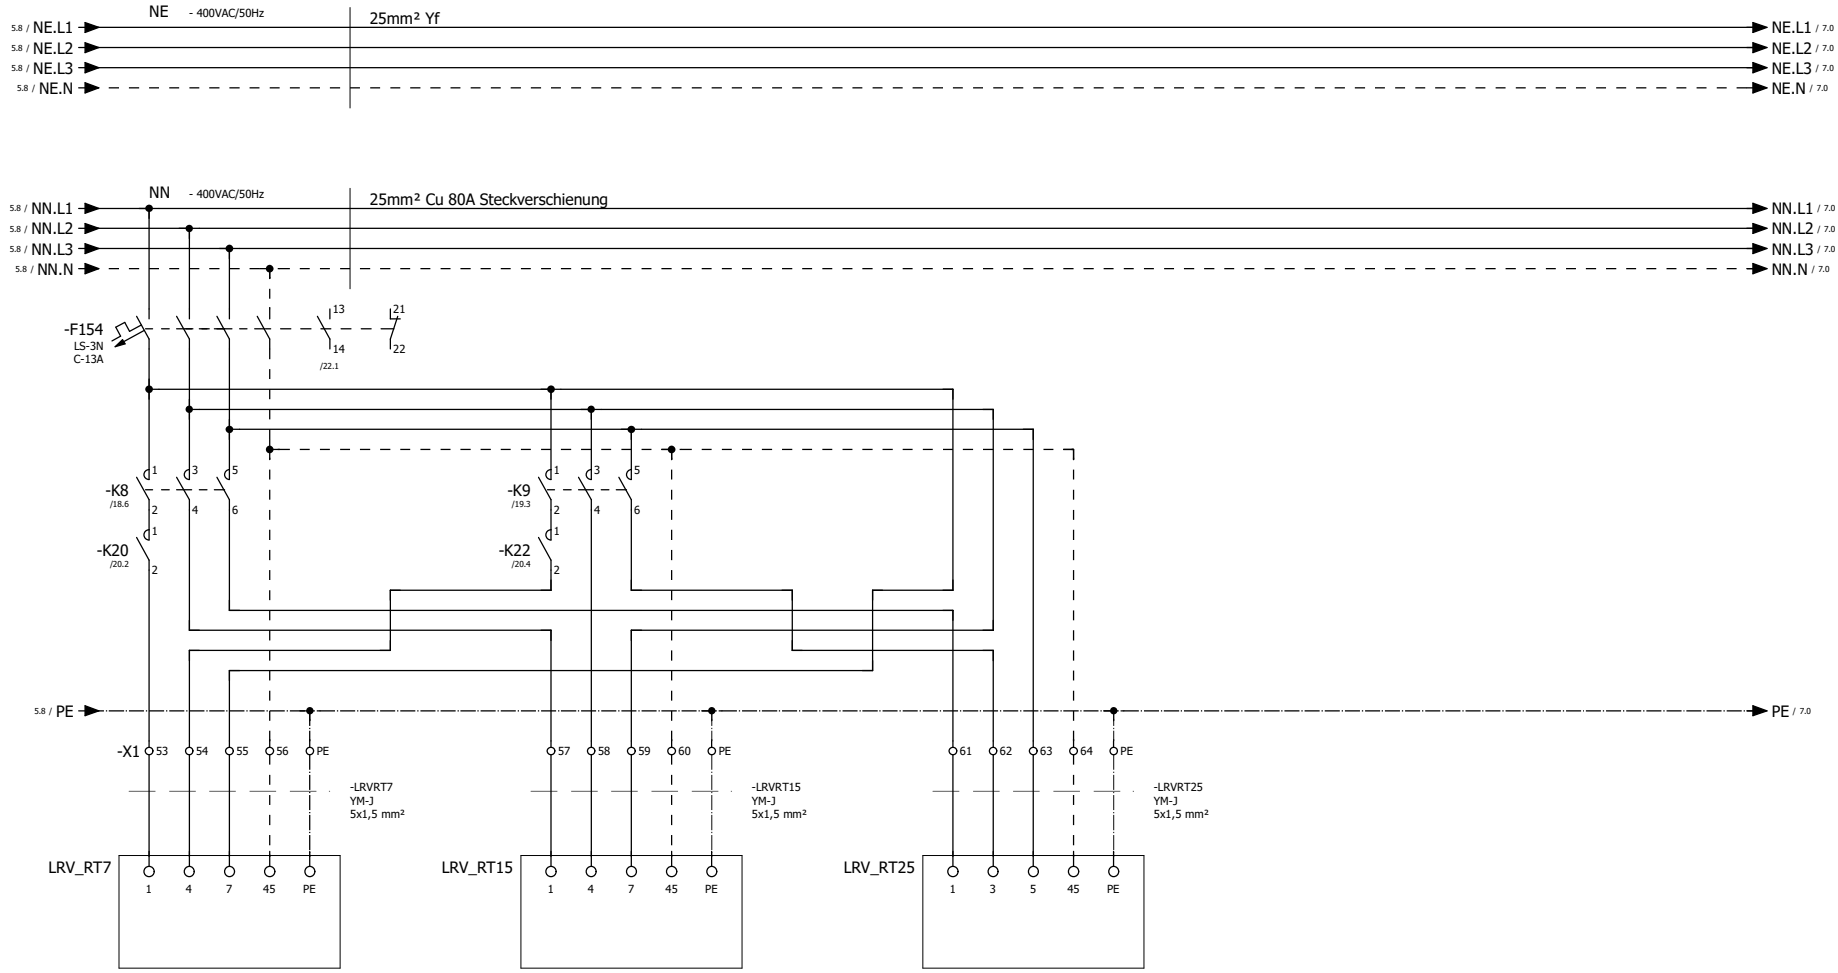 NE - 400VAC/50Hz 25mm² Yf
5.8 / NE.L1 NE.L1 / 7.0
5.8 / NE.L2 NE.L2 / 7.0
5.8 / NE.L3 NE.L3 / 7.0
5.8 / NE.N NE.N / 7.0
NN - 400VAC/50Hz 25mm² Cu 80A Steckverschienung
5.8 / NN.L1 NN.L1 / 7.0
5.8 / NN.L2 NN.L2 / 7.0
5.8 / NN.L3 NN.L3 / 7.0
5.8 / NN.N NN.N / 7.0
13 21
-F154
LS-3N 14 22
C-13A
/22.1
1 3 5 1 3 5
-K8 -K9
/18.6 /19.3
2 4 6 2 4 6
1 1
-K20 -K22
/20.2 /20.4
2 2
5.8 / PE PE / 7.0
-X1 53 54 55 56 PE 57 58 59 60 PE 61 62 63 64 PE
-LRVRT7 -LRVRT15 -LRVRT25
YM-J YM-J YM-J
5x1,5 mm² 5x1,5 mm² 5x1,5 mm²
LRV_RT7 LRV_RT15 LRV_RT25
1 4 7 45 PE 1 4 7 45 PE 1 3 5 45 PE